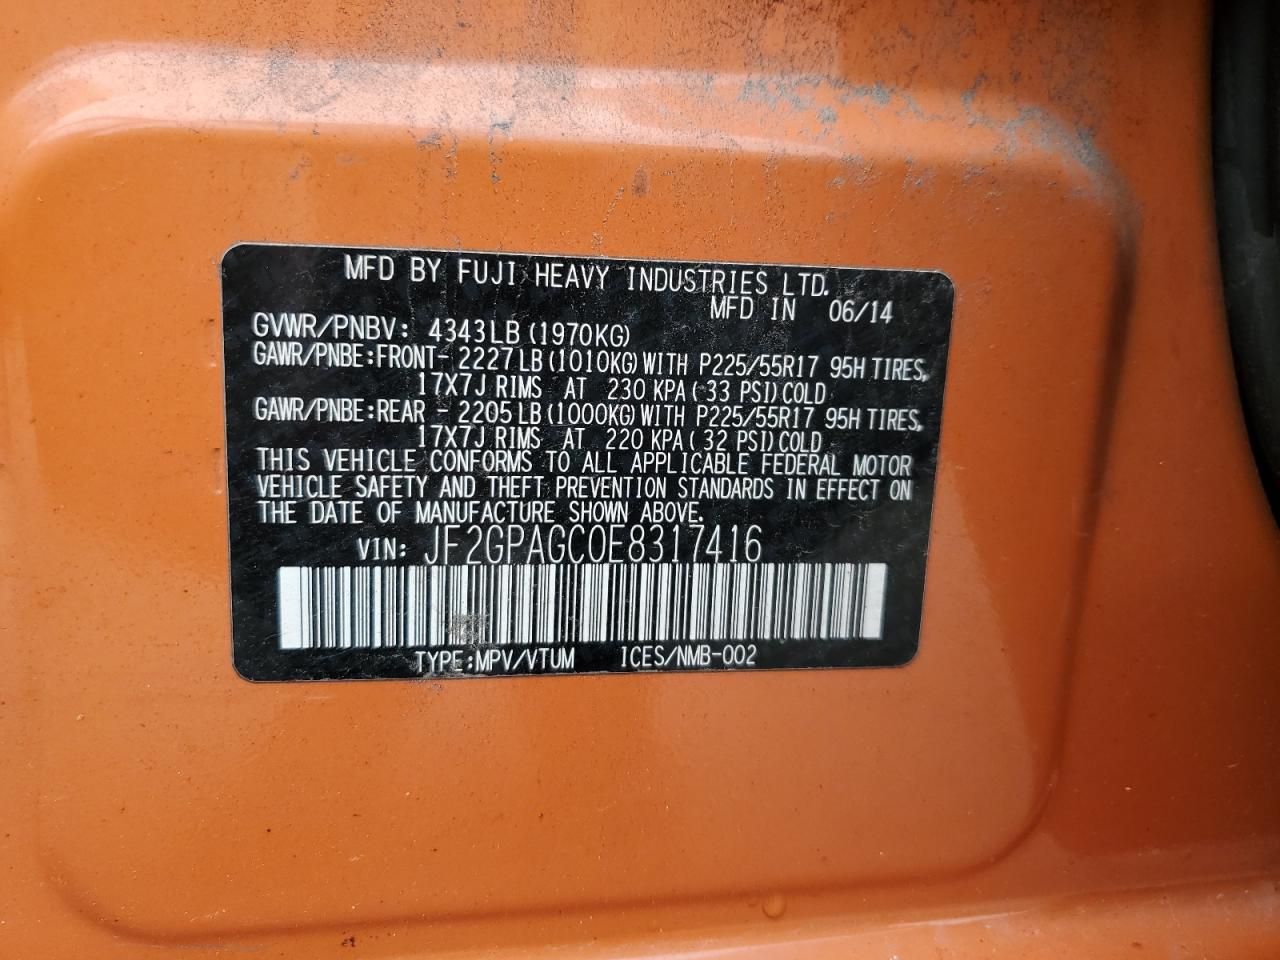 MFD BY FUJI HEAVY INDUSTRIES LTD.
MFD IN 06/14
GVWR/PNBV: 4343LB (1970KG)
GAWR/PNBE:FRONT- 2227LB (1010KG) WITH P225/55R17 95H TIRES,
17X7J RIMS AT 230 KPA( 33 PSI) COLD
GAWR/PNBE:REAR - 2205LB (1000KG) WITH P225/55R17 95H TIRES,
17X7J RIMS AT 220 KPA( 32 PSI) COLD
THIS VEHICLE CONFORMS TO ALL APPLICABLE FEDERAL MOTOR
VEHICLE SAFETY AND THEFT PREVENTION STANDARDS IN EFFECT ON
THE DATE OF MANUFACTURE SHOWN ABOVE.
VIN: JF2GPAGC0E8317416
TYPE:MPV/VTUM ICES/NMB-002